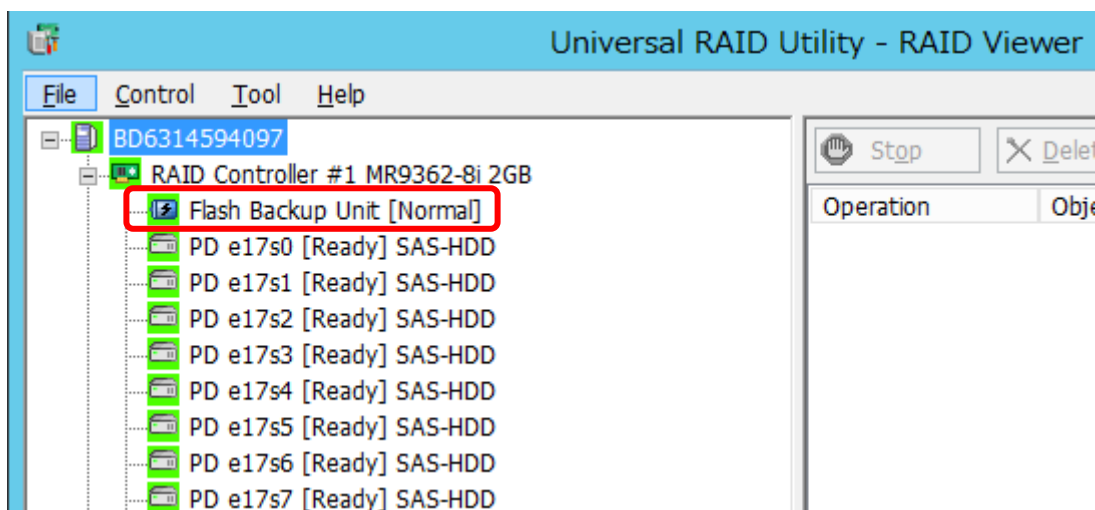 Universal RAID Utility - RAID Viewer
File Control Tool Help
BD6314594097
RAID Controller #1 MR9362-8i 2GB
Flash Backup Unit [Normal]
PD e17s0 [Ready] SAS-HDD
PD e17s1 [Ready] SAS-HDD
PD e17s2 [Ready] SAS-HDD
PD e17s3 [Ready] SAS-HDD
PD e17s4 [Ready] SAS-HDD
PD e17s5 [Ready] SAS-HDD
PD e17s6 [Ready] SAS-HDD
PD e17s7 [Ready] SAS-HDD
Stop Delet
Operation Obje